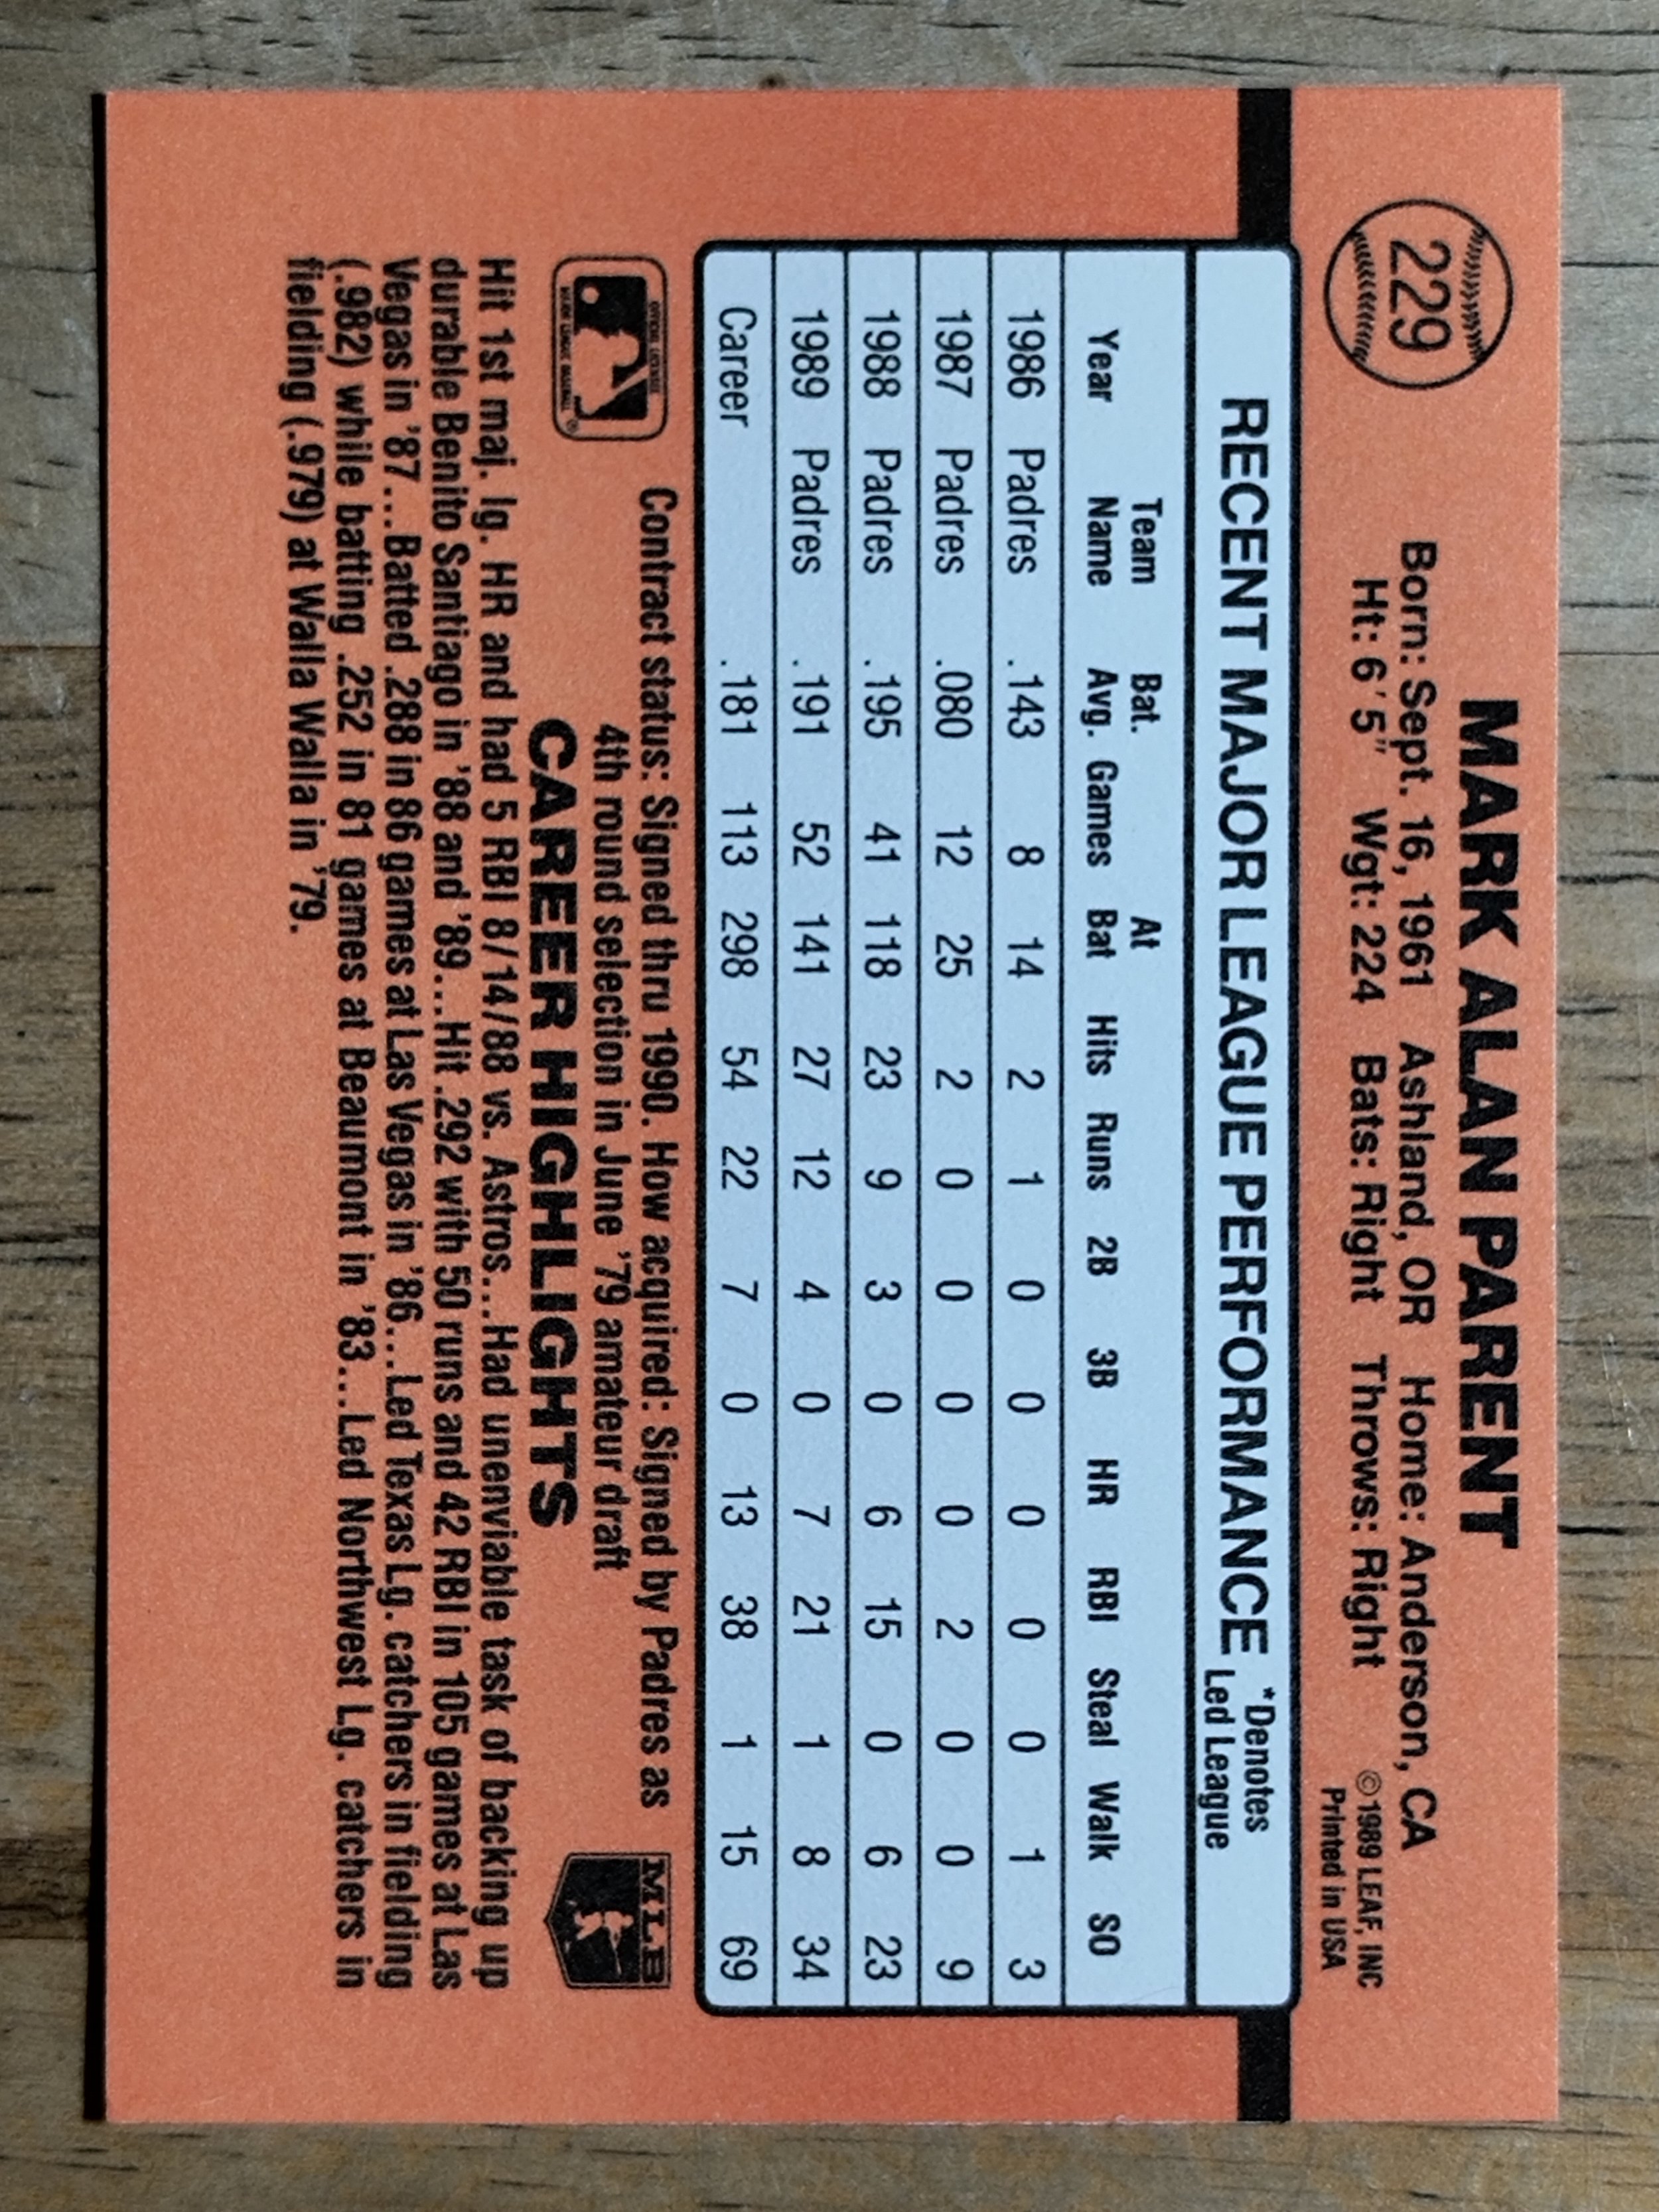 229
MARK ALAN PARENT
Born: Sept. 16, 1961 Ashland, OR Home: Anderson, CA
Ht: 6′5″ Wgt: 224 Bats: Right Throws: Right
© 1989 LEAF, INC
Printed in USA
RECENT MAJOR LEAGUE PERFORMANCE *Denotes Led League
Year Team Name Bat. Avg. Games At Bat Hits Runs 2B 3B HR RBI Steal Walk SO
1986 Padres .143 8 14 2 1 0 0 0 0 0 1 3
1987 Padres .080 12 25 2 0 0 0 0 2 0 0 9
1988 Padres .195 41 118 23 9 3 0 6 15 0 6 23
1989 Padres .191 52 141 27 12 4 0 7 21 1 8 34
Career .181 113 298 54 22 7 0 13 38 1 15 69
OFFICIAL LICENSEE
MAJOR LEAGUE BASEBALL ®
Contract status: Signed thru 1990. How acquired: Signed by Padres as
4th round selection in June '79 amateur draft
MLB
CAREER HIGHLIGHTS
Hit 1st maj. lg. HR and had 5 RBI 8/14/88 vs. Astros...Had unenviable task of backing up
durable Benito Santiago in '88 and '89...Hit .292 with 50 runs and 42 RBI in 105 games at Las
Vegas in '87...Batted .288 in 86 games at Las Vegas in '86...Led Texas Lg. catchers in fielding
(.982) while batting .252 in 81 games at Beaumont in '83...Led Northwest Lg. catchers in
fielding (.979) at Walla Walla in '79.